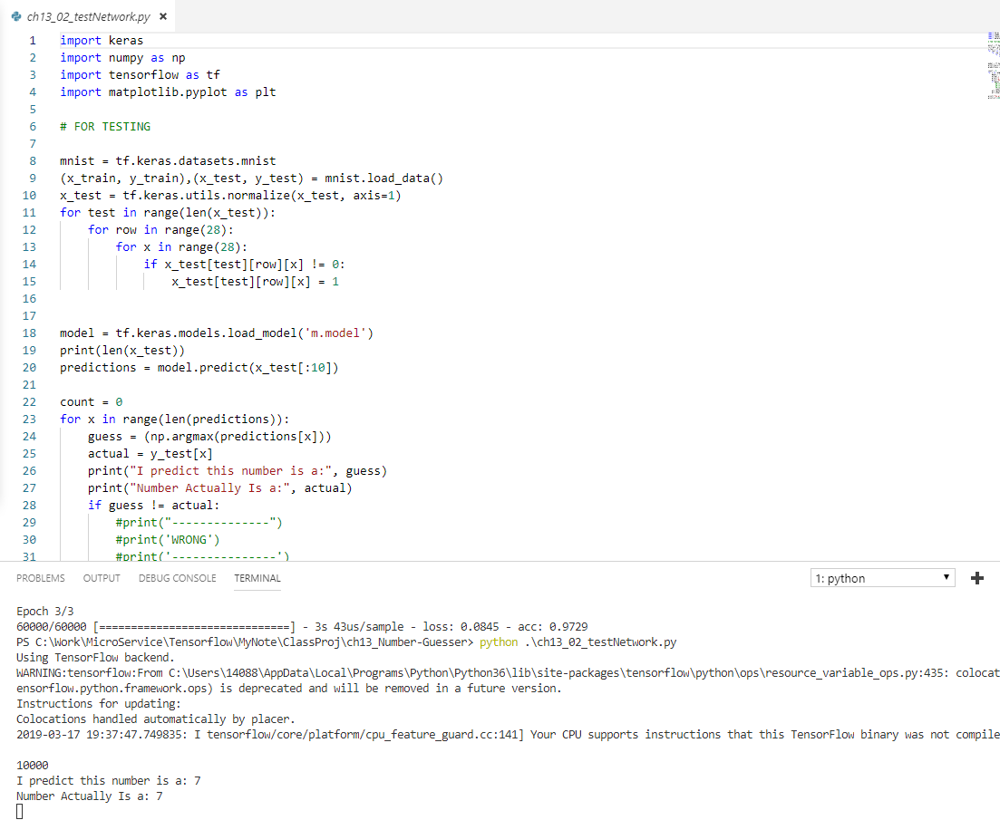 ch13_02_testNetwork.py ×
1 import keras
2 import numpy as np
3 import tensorflow as tf
4 import matplotlib.pyplot as plt
5
6 # FOR TESTING
7
8 mnist = tf.keras.datasets.mnist
9 (x_train, y_train),(x_test, y_test) = mnist.load_data()
10 x_test = tf.keras.utils.normalize(x_test, axis=1)
11 for test in range(len(x_test)):
12     for row in range(28):
13         for x in range(28):
14             if x_test[test][row][x] != 0:
15                 x_test[test][row][x] = 1
16
17
18 model = tf.keras.models.load_model('m.model')
19 print(len(x_test))
20 predictions = model.predict(x_test[:10])
21
22 count = 0
23 for x in range(len(predictions)):
24     guess = (np.argmax(predictions[x]))
25     actual = y_test[x]
26     print("I predict this number is a:", guess)
27     print("Number Actually Is a:", actual)
28     if guess != actual:
29         #print("--------------")
30         #print('WRONG')
31         #print('---------------')
PROBLEMS OUTPUT DEBUG CONSOLE TERMINAL 1: python
Epoch 3/3
60000/60000 [==============================] - 3s 43us/sample - loss: 0.0845 - acc: 0.9729
PS C:\Work\MicroService\Tensorflow\MyNote\ClassProj\ch13_Number-Guesser> python .\ch13_02_testNetwork.py
Using TensorFlow backend.
WARNING:tensorflow:From C:\Users\14088\AppData\Local\Programs\Python\Python36\lib\site-packages\tensorflow\python\ops\resource_variable_ops.py:435: colocat
ensorflow.python.framework.ops) is deprecated and will be removed in a future version.
Instructions for updating:
Colocations handled automatically by placer.
2019-03-17 19:37:47.749835: I tensorflow/core/platform/cpu_feature_guard.cc:141] Your CPU supports instructions that this TensorFlow binary was not compile
10000
I predict this number is a: 7
Number Actually Is a: 7